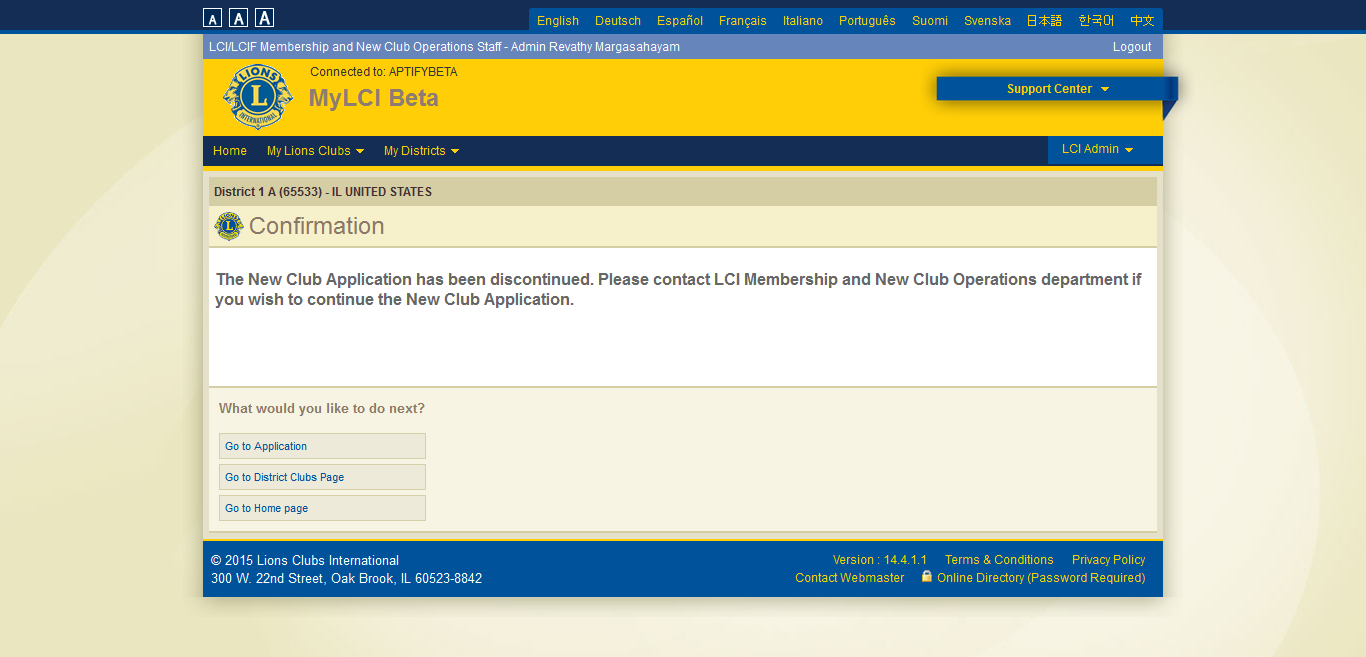 A A A
English Deutsch Español Français Italiano Português Suomi Svenska 日本語 한국어 中文
LCI/LCIF Membership and New Club Operations Staff - Admin Revathy Margasahayam Logout
LIONS
L
INTERNATIONAL
Connected to: APTIFYBETA
MyLCI Beta
Support Center
Home My Lions Clubs My Districts LCI Admin
District 1 A (65533) - IL UNITED STATES
LIONS
L
Confirmation
The New Club Application has been discontinued. Please contact LCI Membership and New Club Operations department if
you wish to continue the New Club Application.
What would you like to do next?
Go to Application
Go to District Clubs Page
Go to Home page
© 2015 Lions Clubs International Version : 14.4.1.1 Terms & Conditions Privacy Policy
300 W. 22nd Street, Oak Brook, IL 60523-8842 Contact Webmaster Online Directory (Password Required)